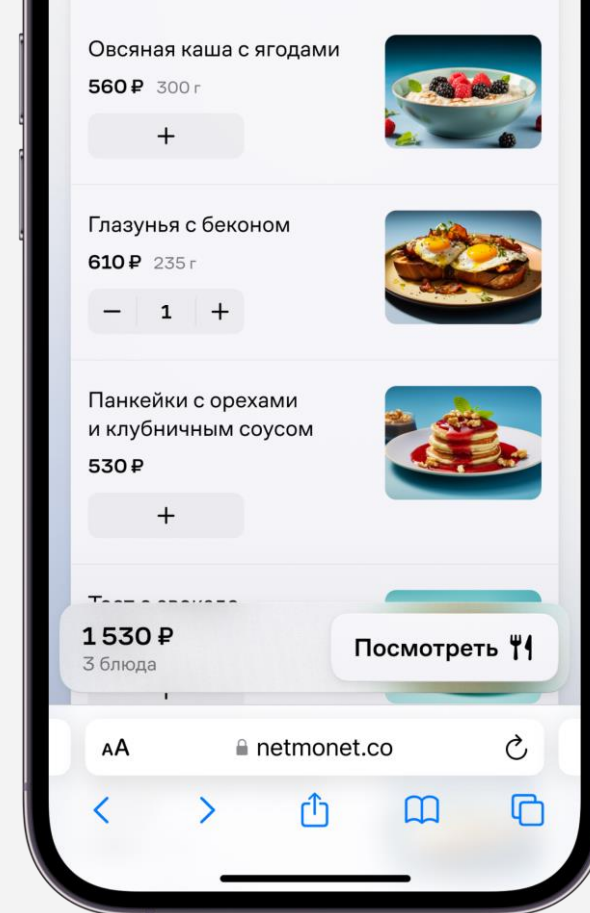 Овсяная каша с ягодами
560 ₽ 300 г
+
Глазунья с беконом
610 ₽ 235 г
− 1 +
Панкейки с орехами
и клубничным соусом
530 ₽
+
1 530 ₽
3 блюда
Посмотреть
AA netmonet.co